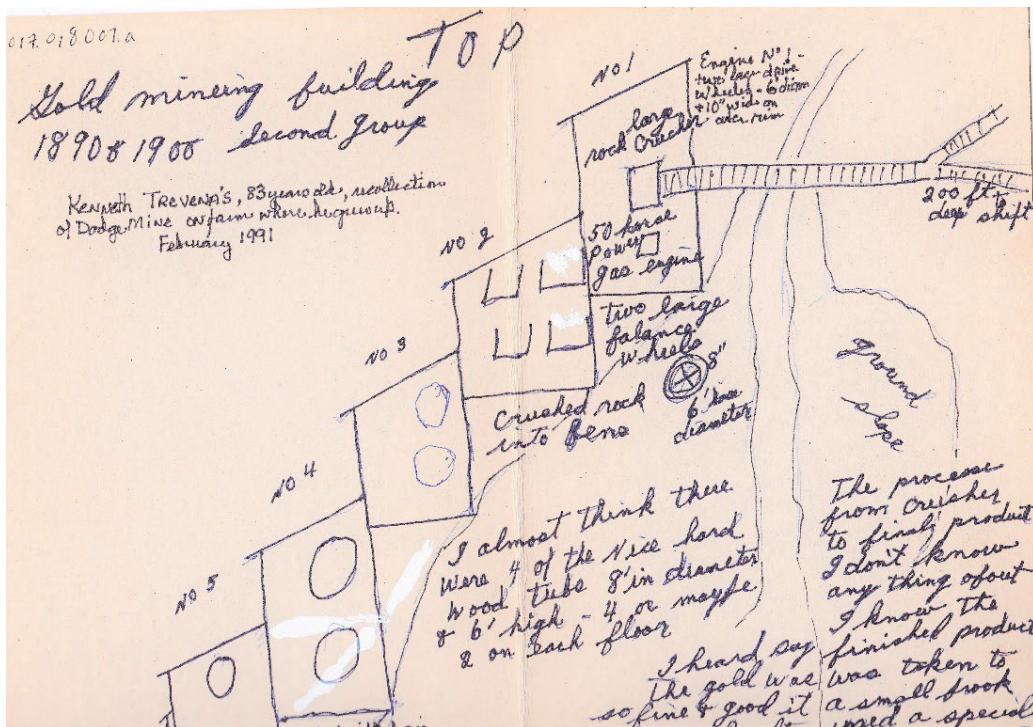 017.018.007.a
TOP
Gold mineing building
1890 & 1900 second group
Kenneth Trevena's, 83 years old, recollection
of Dodge Mine on farm where he grew up.
February 1991
No 1
Engine No 1 -
two large drive
wheels - 6' diam
+ 10" wide on
outer rim
large
rock Crucher
200 ft +
deep shift
50 horse
power
gas engine
No 2
two large
balance
wheels
8"
6' in
diameter
No 3
Crushed rock
into bens
ground
slope
No 4
I almost think there
were 4 of the nice hard
wood tubs 8' in diameter
& 6' high - 4 or maybe
2 on each floor
No 5
The processe
from Crusher
to final product
I don't know
any thing about
I know the
finished product
was taken to
a small brook
used a special
I heard say
the gold was
so fine & good it